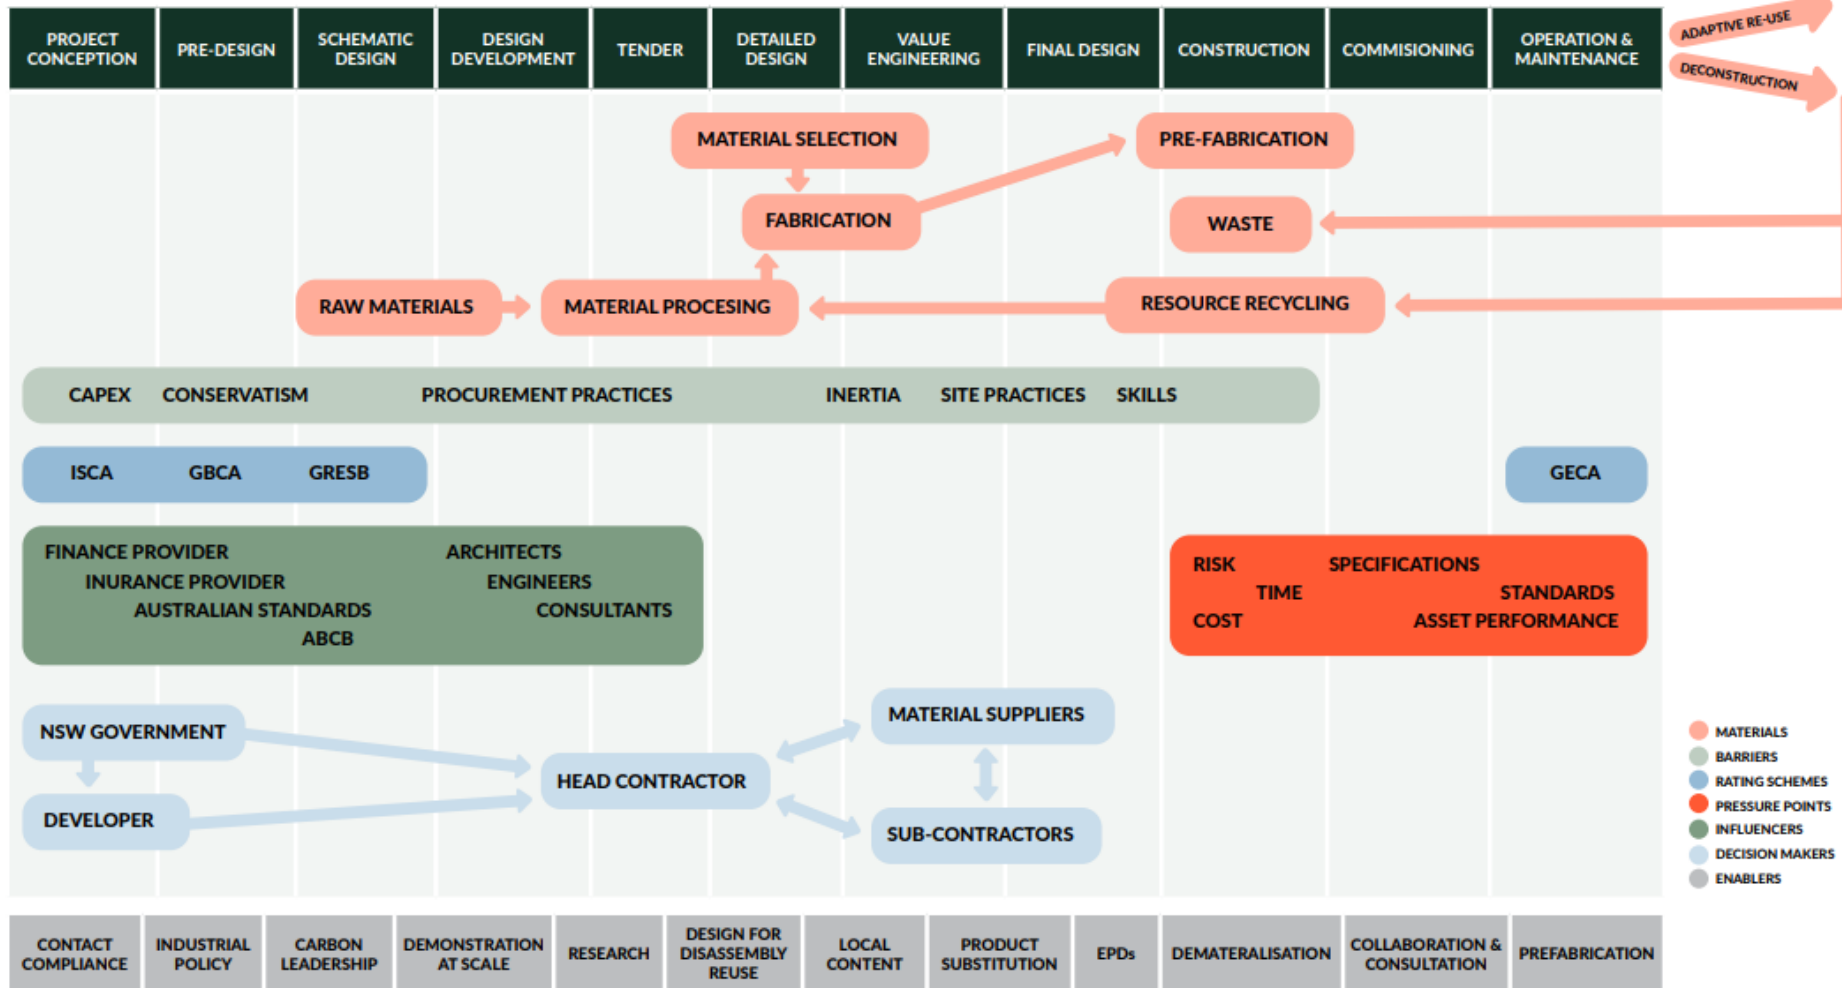 PROJECT
CONCEPTION
PRE-DESIGN
SCHEMATIC
DESIGN
DESIGN
DEVELOPMENT
TENDER
DETAILED
DESIGN
VALUE
ENGINEERING
FINAL DESIGN
CONSTRUCTION
COMMISIONING
OPERATION &
MAINTENANCE
ADAPTIVE RE-USE
DECONSTRUCTION
MATERIAL SELECTION
PRE-FABRICATION
FABRICATION
WASTE
RAW MATERIALS
MATERIAL PROCESING
RESOURCE RECYCLING
CAPEX
CONSERVATISM
PROCUREMENT PRACTICES
INERTIA
SITE PRACTICES
SKILLS
ISCA
GBCA
GRESB
GECA
FINANCE PROVIDER
INURANCE PROVIDER
AUSTRALIAN STANDARDS
ABCB
ARCHITECTS
ENGINEERS
CONSULTANTS
RISK
SPECIFICATIONS
TIME
STANDARDS
COST
ASSET PERFORMANCE
NSW GOVERNMENT
DEVELOPER
HEAD CONTRACTOR
MATERIAL SUPPLIERS
SUB-CONTRACTORS
MATERIALS
BARRIERS
RATING SCHEMES
PRESSURE POINTS
INFLUENCERS
DECISION MAKERS
ENABLERS
CONTACT
COMPLIANCE
INDUSTRIAL
POLICY
CARBON
LEADERSHIP
DEMONSTRATION
AT SCALE
RESEARCH
DESIGN FOR
DISASSEMBLY
REUSE
LOCAL
CONTENT
PRODUCT
SUBSTITUTION
EPDs
DEMATERALISATION
COLLABORATION &
CONSULTATION
PREFABRICATION